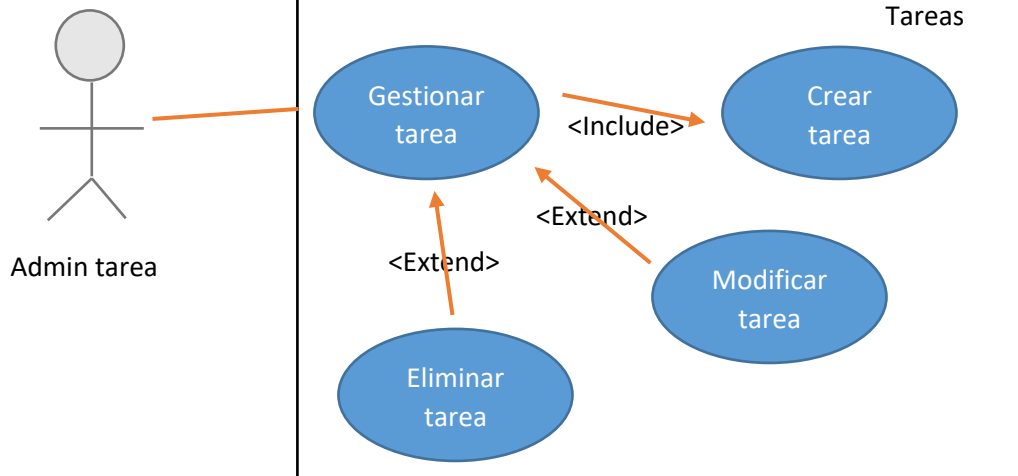 Tareas
Gestionar
tarea
Crear
tarea
<Include>
<Extend>
<Extend>
Admin tarea
Modificar
tarea
Eliminar
tarea